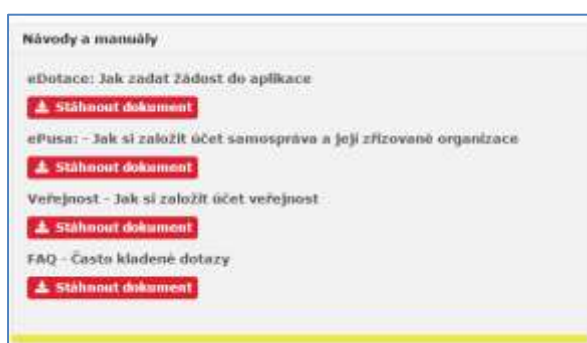 Návody a manuály
eDotace: Jak zadat žádost do aplikace
Stáhnout dokument
ePusa: - Jak si založit účet samospráva a její zřizované organizace
Stáhnout dokument
Veřejnost - Jak si založit účet veřejnost
Stáhnout dokument
FAQ - Často kladené dotazy
Stáhnout dokument